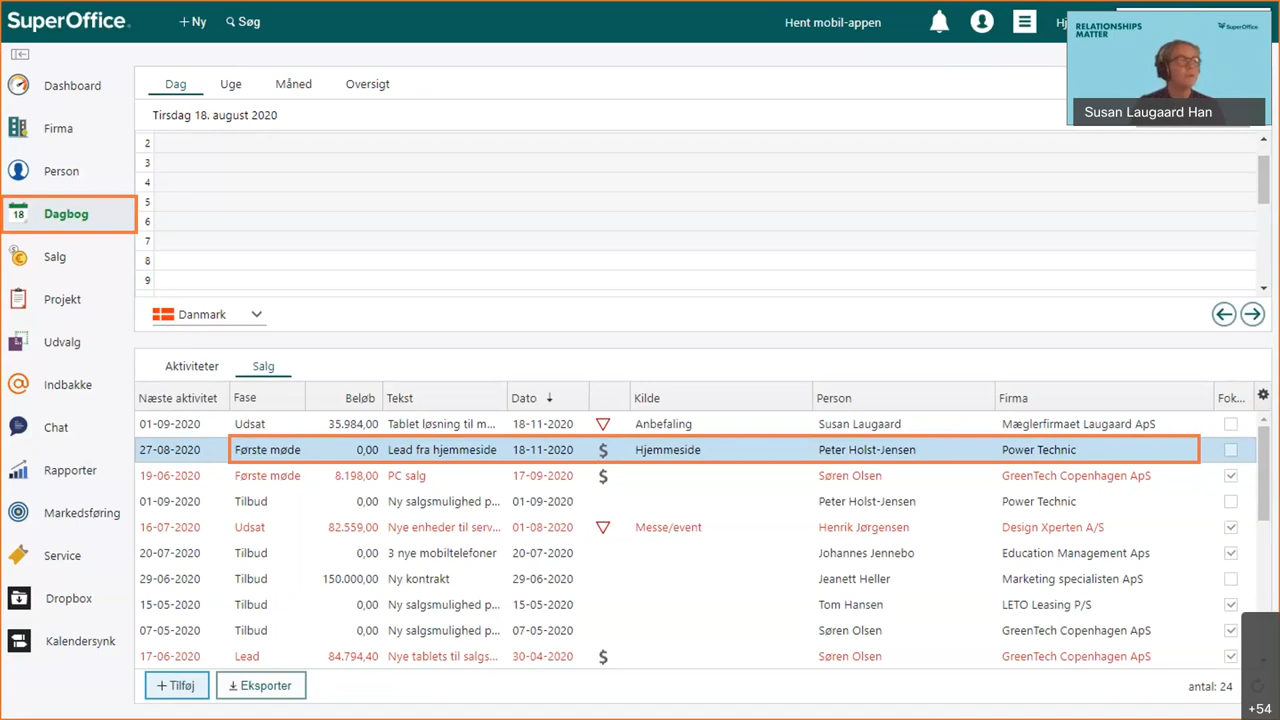 SuperOffice.
+ Ny
Søg
Hent mobil-appen
RELATIONSHIPS
MATTER
SuperOffice
Susan Laugaard Han
Dashboard
Firma
Person
18
Dagbog
Salg
Projekt
Udvalg
Indbakke
Chat
Rapporter
Markedsføring
Service
Dropbox
Kalendersynk
Dag Uge Måned Oversigt
Tirsdag 18. august 2020
2
3
4
5
6
7
8
9
Danmark
Aktiviteter Salg
Næste aktivitet Fase Beløb Tekst Dato Kilde Person Firma Fok...
01-09-2020 Udsat 35.984,00 Tablet løsning til m... 18-11-2020 Anbefaling Susan Laugaard Mæglerfirmaet Laugaard ApS
27-08-2020 Første møde 0,00 Lead fra hjemmeside 18-11-2020 $ Hjemmeside Peter Holst-Jensen Power Technic
19-06-2020 Første møde 8.198,00 PC salg 17-09-2020 $ Søren Olsen GreenTech Copenhagen ApS
01-09-2020 Tilbud 0,00 Ny salgsmulighed p... 01-09-2020 Peter Holst-Jensen Power Technic
16-07-2020 Udsat 82.559,00 Nye enheder til serv... 01-08-2020 Messe/event Henrik Jørgensen Design Xperten A/S
20-07-2020 Tilbud 0,00 3 nye mobiltelefoner 20-07-2020 Johannes Jennebo Education Management Aps
29-06-2020 Tilbud 150.000,00 Ny kontrakt 29-06-2020 Jeanett Heller Marketing specialisten ApS
15-05-2020 Tilbud 0,00 Ny salgsmulighed p... 15-05-2020 Tom Hansen LETO Leasing P/S
07-05-2020 Tilbud 0,00 Ny salgsmulighed p... 07-05-2020 Søren Olsen GreenTech Copenhagen ApS
17-06-2020 Lead 84.794,40 Nye tablets til salgs... 30-04-2020 $ Søren Olsen GreenTech Copenhagen ApS
+ Tilføj
Eksporter
antal: 24
+54